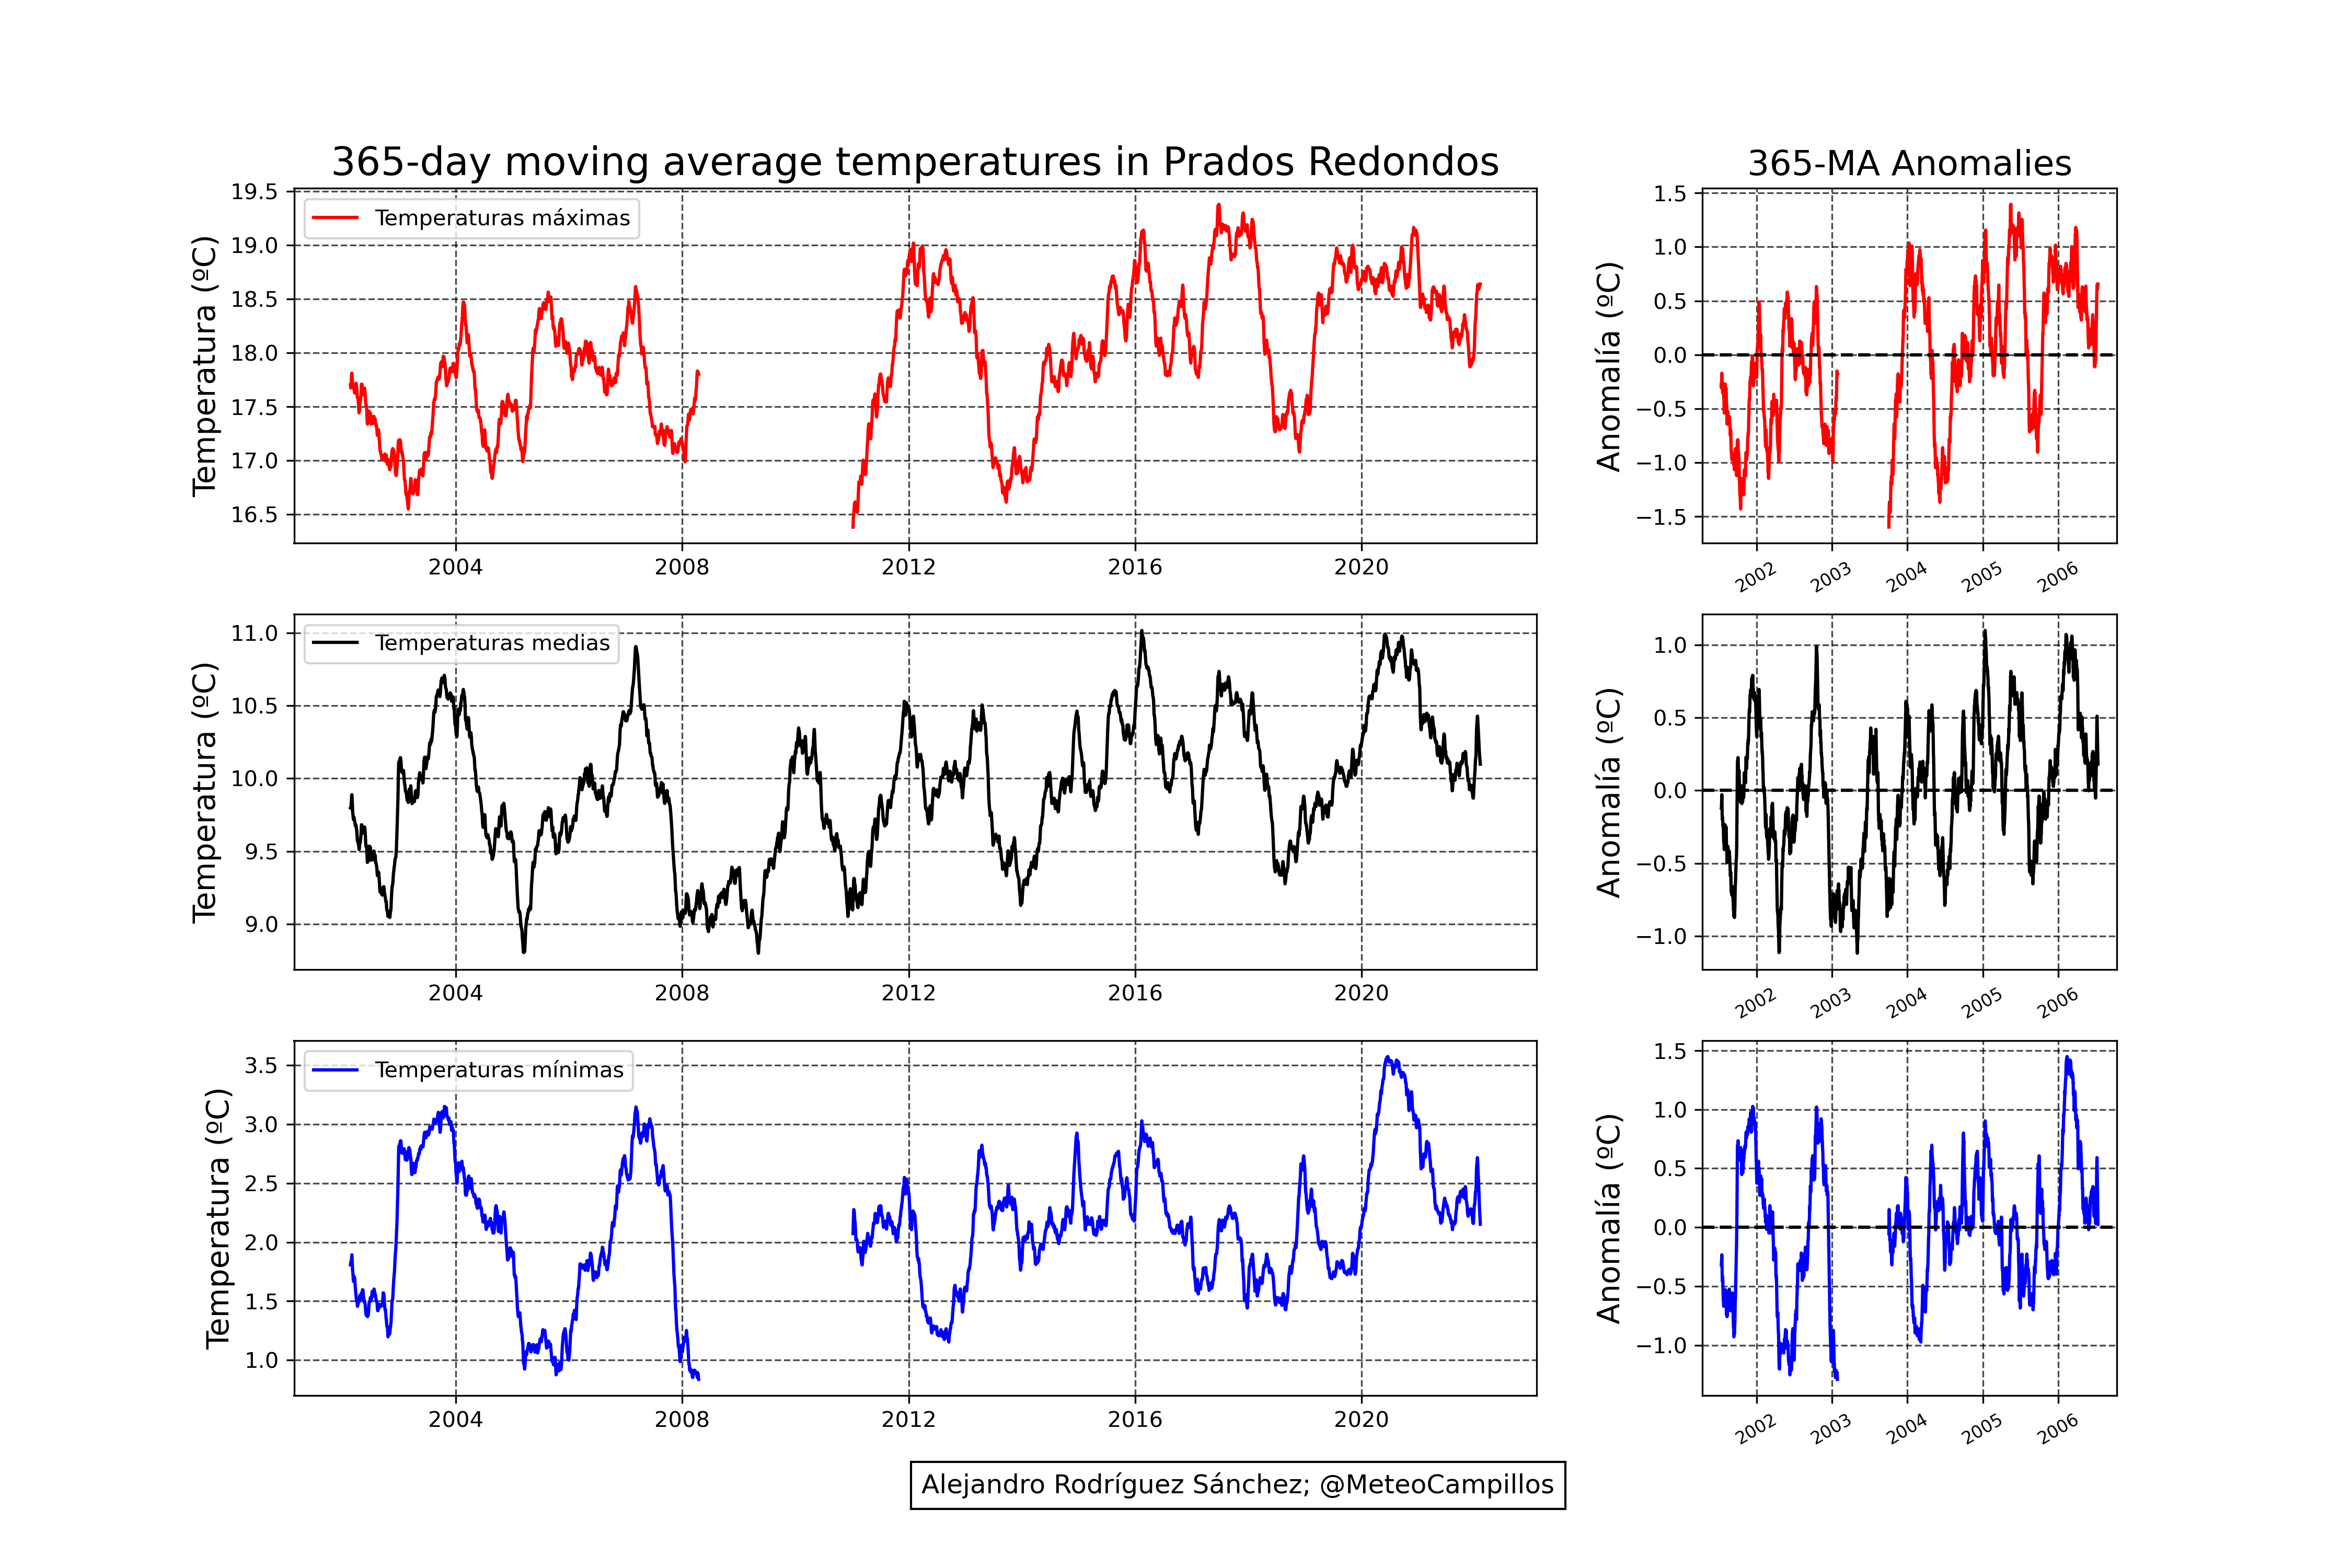 365-day moving average temperatures in Prados Redondos
365-MA Anomalies
Temperatura (ºC)
19.5
19.0
18.5
18.0
17.5
17.0
16.5
Temperaturas máximas
2004 2008 2012 2016 2020
Anomalía (ºC)
1.5
1.0
0.5
0.0
−0.5
−1.0
−1.5
2002 2003 2004 2005 2006
Temperatura (ºC)
11.0
10.5
10.0
9.5
9.0
Temperaturas medias
2004 2008 2012 2016 2020
Anomalía (ºC)
1.0
0.5
0.0
−0.5
−1.0
2002 2003 2004 2005 2006
Temperatura (ºC)
3.5
3.0
2.5
2.0
1.5
1.0
Temperaturas mínimas
2004 2008 2012 2016 2020
Anomalía (ºC)
1.5
1.0
0.5
0.0
−0.5
−1.0
2002 2003 2004 2005 2006
Alejandro Rodríguez Sánchez; @MeteoCampillos